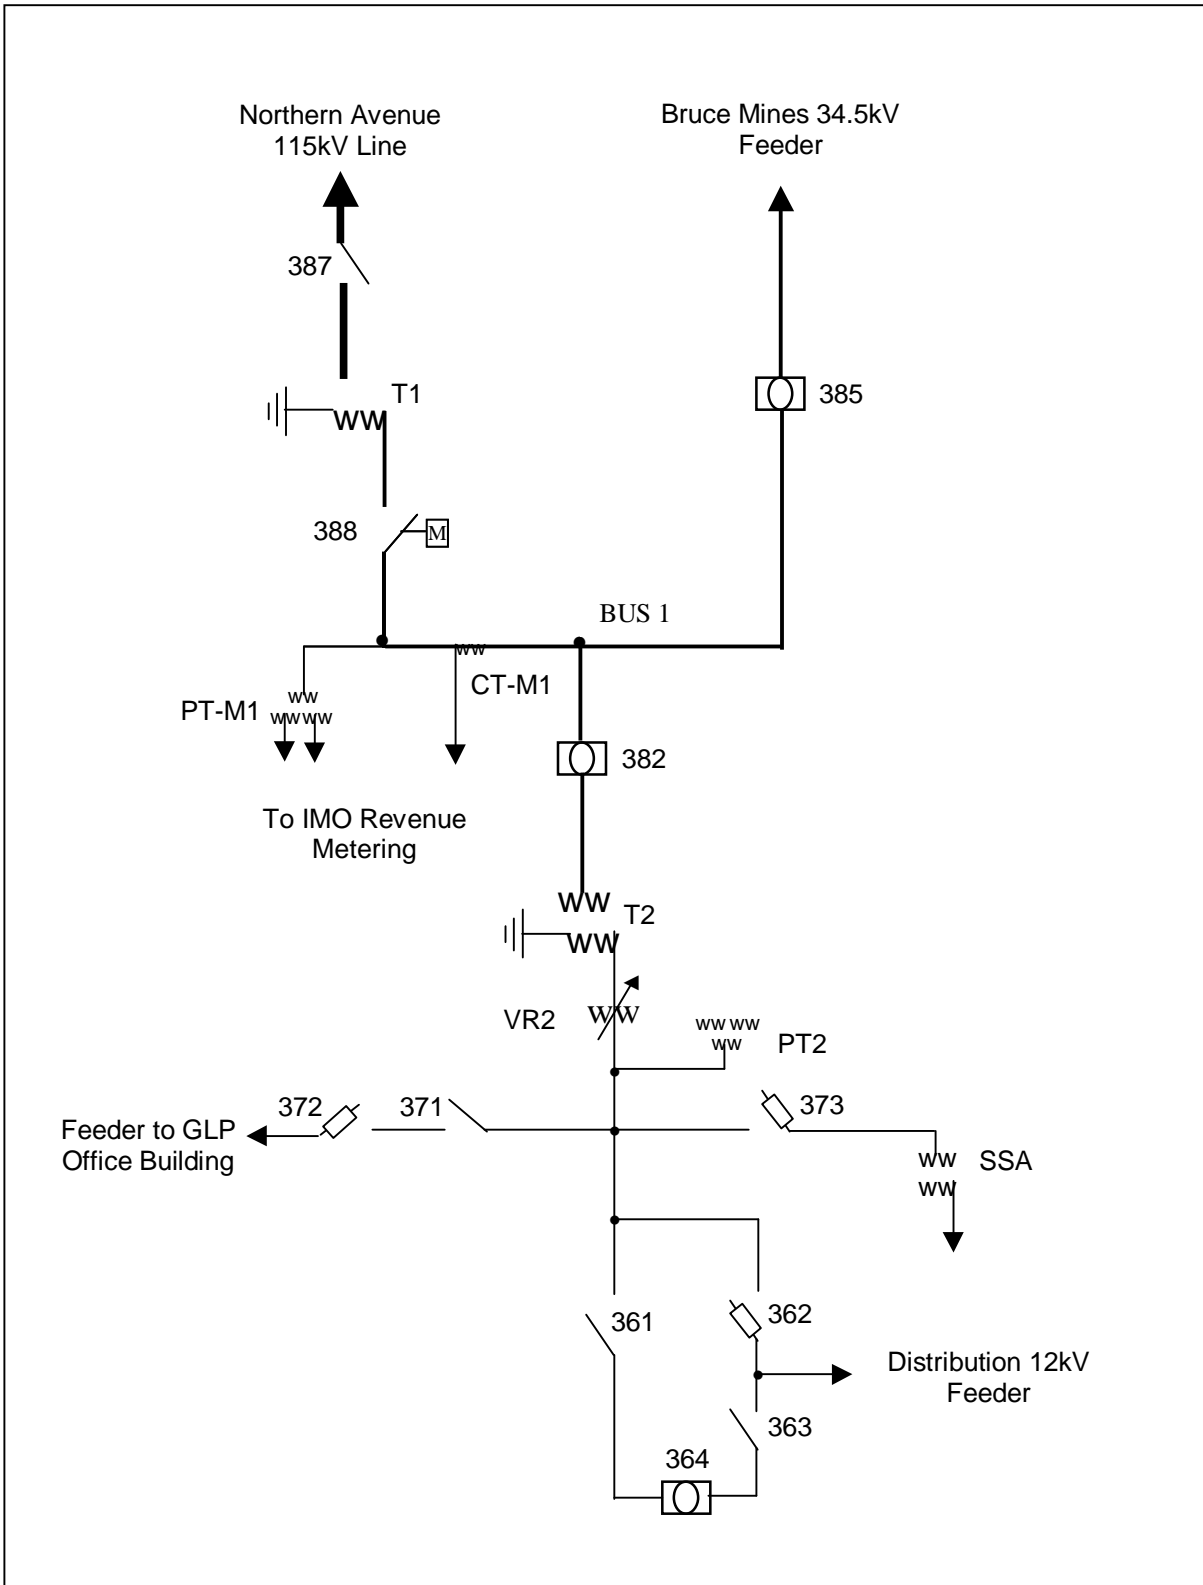 Northern Avenue
115kV Line
Bruce Mines 34.5kV
Feeder
387
T1
385
388
M
BUS 1
CT-M1
PT-M1
382
To IMO Revenue
Metering
T2
VR2
PT2
372
371
373
Feeder to GLP
Office Building
SSA
361
362
Distribution 12kV
Feeder
363
364